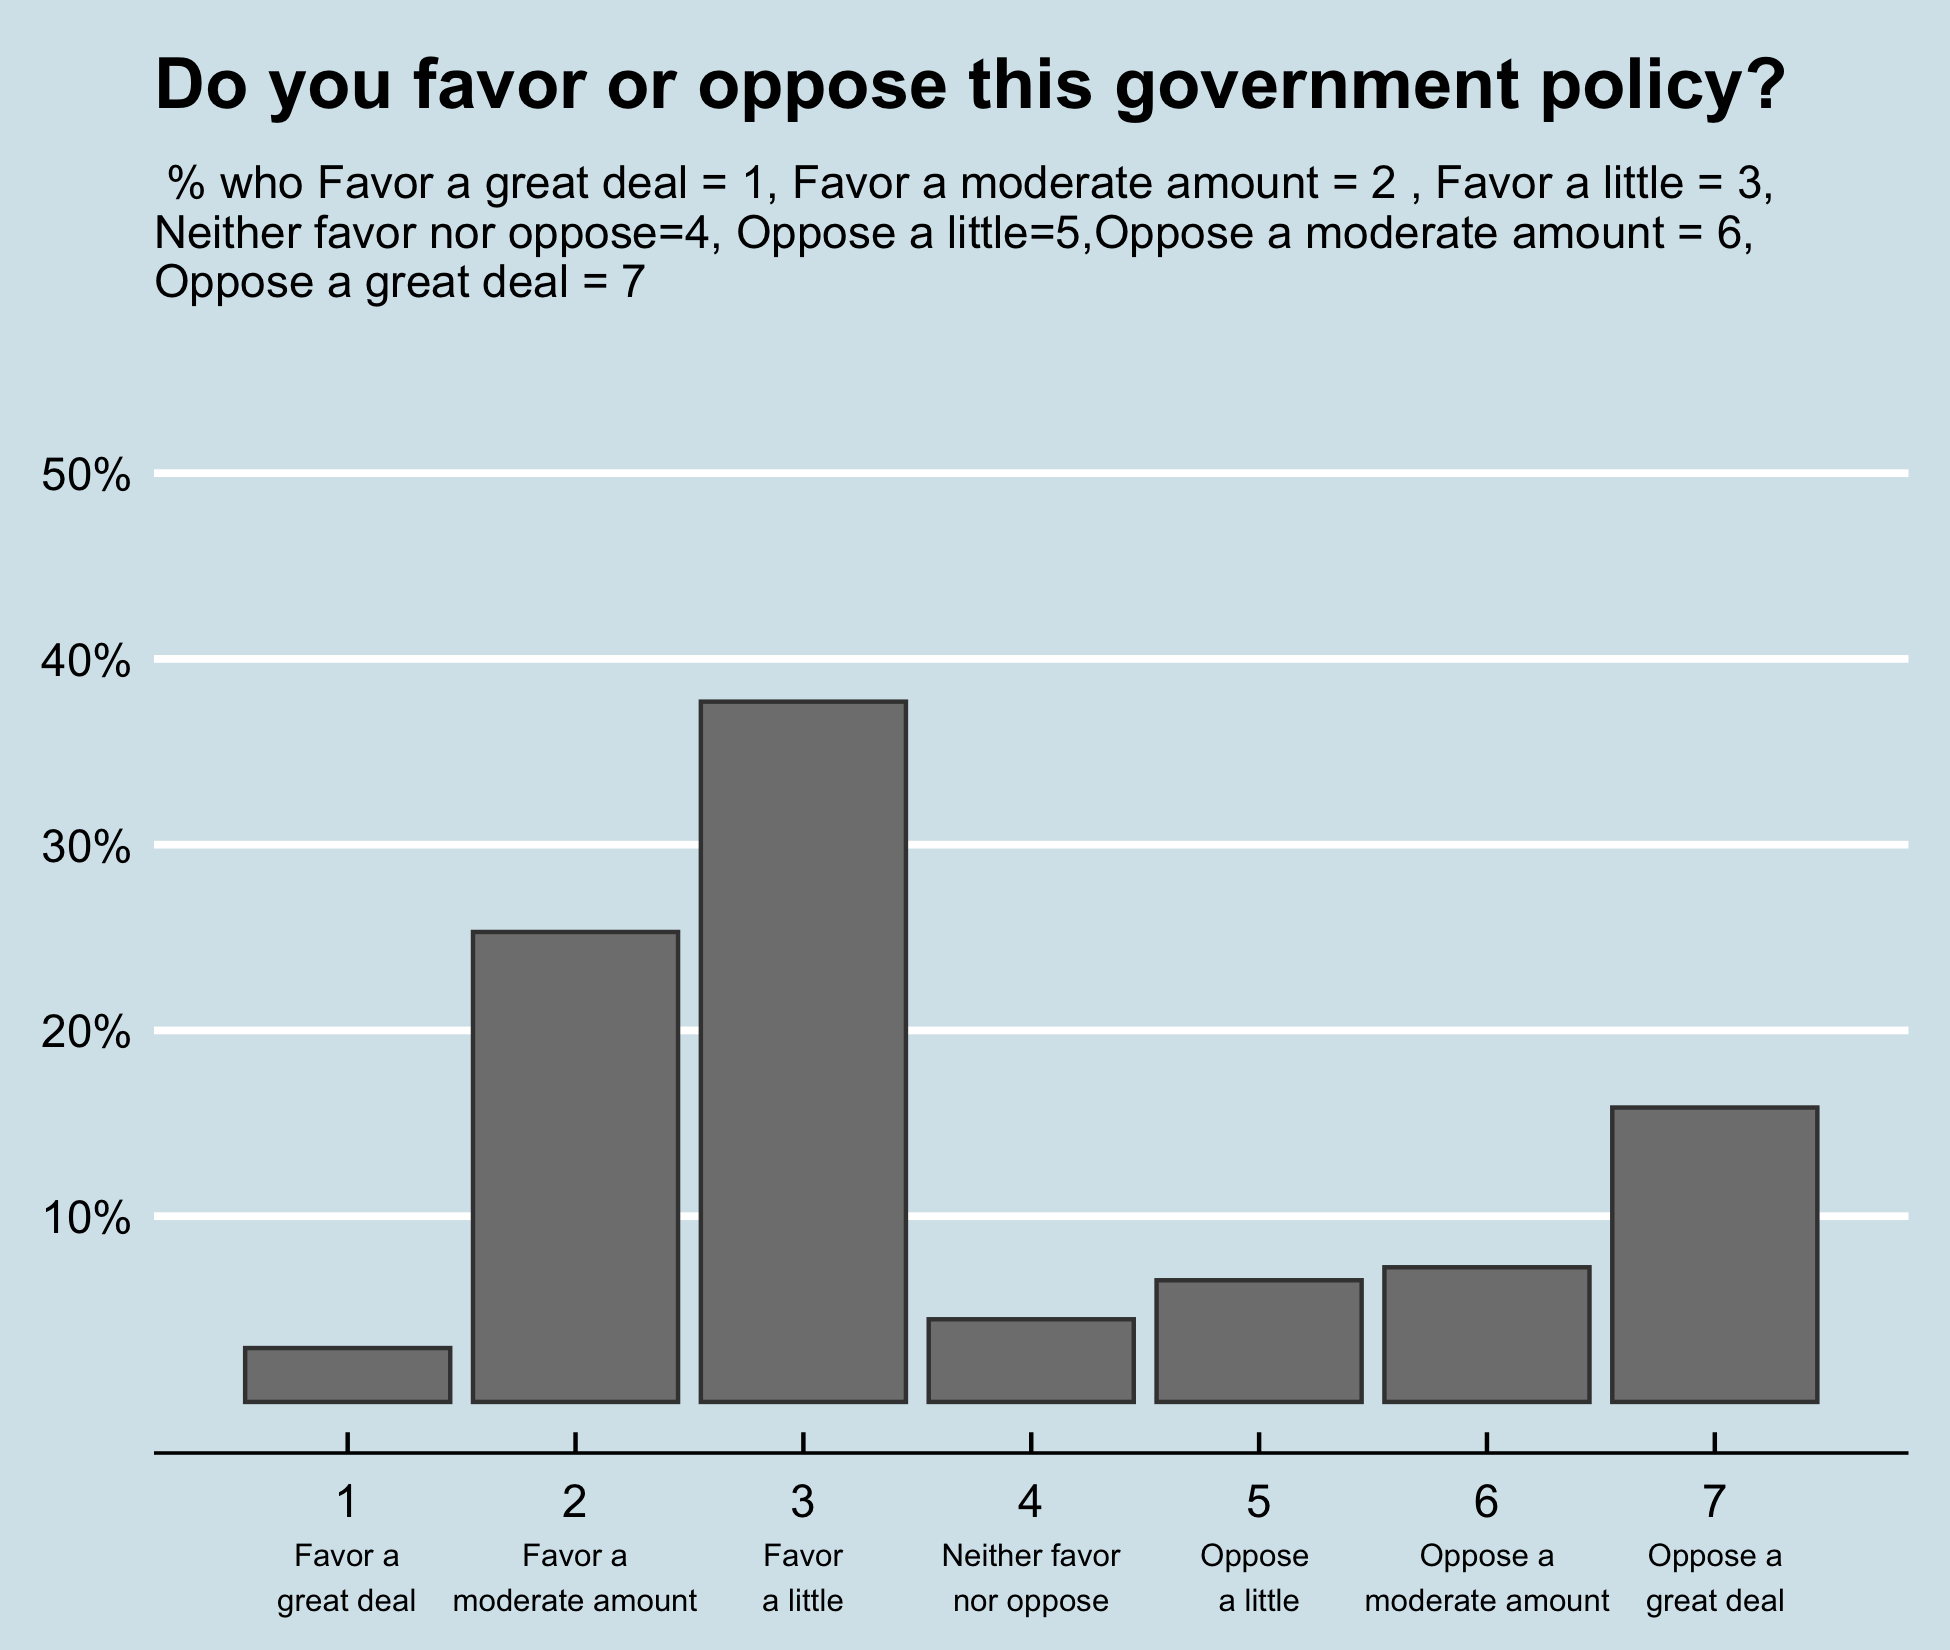 Do you favor or oppose this government policy?
% who Favor a great deal = 1, Favor a moderate amount = 2 , Favor a little = 3,
Neither favor nor oppose=4, Oppose a little=5,Oppose a moderate amount = 6,
Oppose a great deal = 7
50%
40%
30%
20%
10%
1 2 3 4 5 6 7
Favor a Favor a Favor Neither favor Oppose Oppose a Oppose a
great deal moderate amount a little nor oppose a little moderate amount great deal